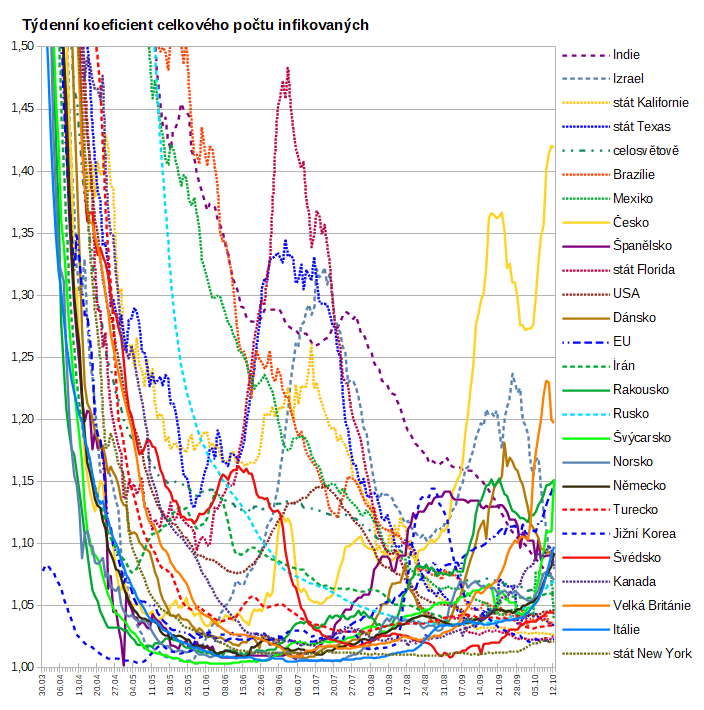 Týdenní koeficient celkového počtu infikovaných
1,50
1,45
1,40
1,35
1,30
1,25
1,20
1,15
1,10
1,05
1,00
30.03
06.04
13.04
20.04
27.04
04.05
11.05
18.05
25.05
01.06
08.06
15.06
22.06
29.06
06.07
13.07
20.07
27.07
03.08
10.08
17.08
24.08
31.08
07.09
14.09
21.09
28.09
05.10
12.10
Indie
Izrael
stát Kalifornie
stát Texas
celosvětově
Brazílie
Mexiko
Česko
Španělsko
stát Florida
USA
Dánsko
EU
Írán
Rakousko
Rusko
Švýcarsko
Norsko
Německo
Turecko
Jižní Korea
Švédsko
Kanada
Velká Británie
Itálie
stát New York